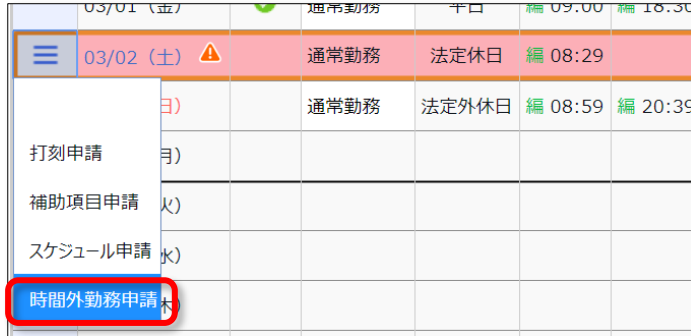 03/01（金） 通常勤務 平日 編 09:00 編 18:30
03/02（土） 通常勤務 法定休日 編 08:29
日） 通常勤務 法定外休日 編 08:59 編 20:39
打刻申請 月）
補助項目申請 火）
スケジュール申請 水）
時間外勤務申請 木）